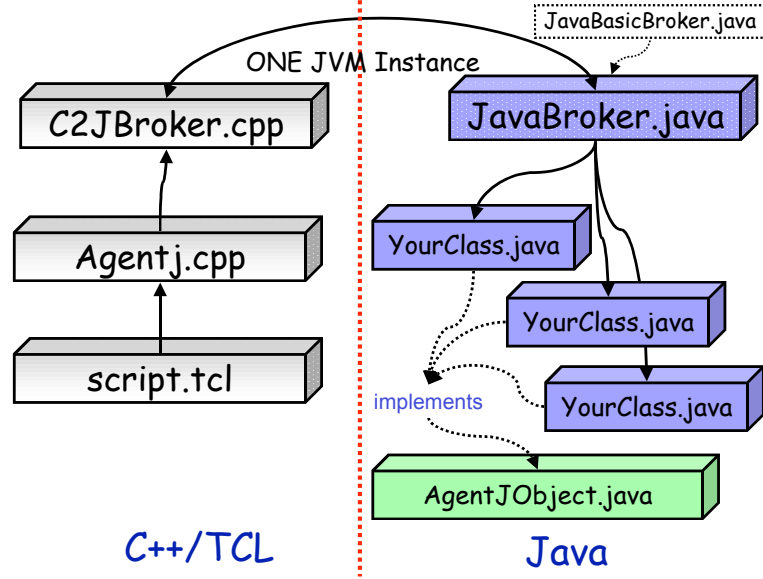 JavaBasicBroker.java
ONE JVM Instance
C2JBroker.cpp
JavaBroker.java
Agentj.cpp
YourClass.java
YourClass.java
script.tcl
implements
YourClass.java
AgentJObject.java
C++/TCL
Java